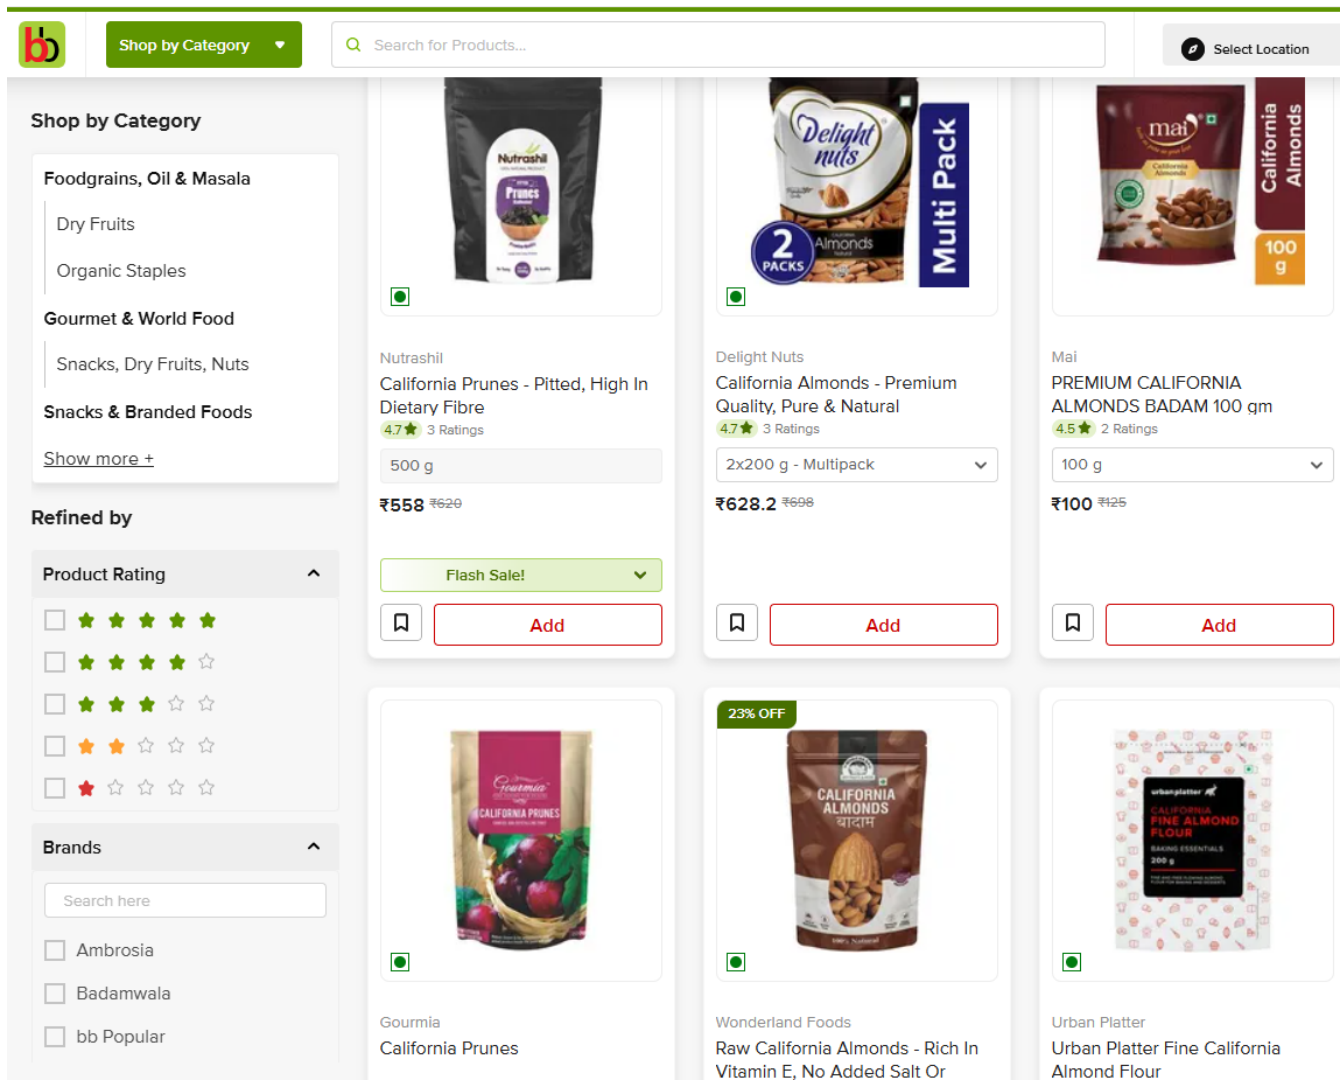 bb
Shop by Category
Search for Products...
Select Location
Shop by Category
Foodgrains, Oil & Masala
Dry Fruits
Organic Staples
Gourmet & World Food
Snacks, Dry Fruits, Nuts
Snacks & Branded Foods
Show more +
Refined by
Product Rating
Brands
Search here
Ambrosia
Badamwala
bb Popular
Nutrashil
Prunes
Nutrashil
California Prunes - Pitted, High In
Dietary Fibre
4.7 3 Ratings
500 g
₹558 ₹620
Flash Sale!
Add
Delight
nuts
Almonds
Natural
2
PACKS
Multi Pack
Delight Nuts
California Almonds - Premium
Quality, Pure & Natural
4.7 3 Ratings
2x200 g - Multipack
₹628.2 ₹698
Add
mai
California
Almonds
California
Almonds
100
g
Mai
PREMIUM CALIFORNIA
ALMONDS BADAM 100 gm
4.5 2 Ratings
100 g
₹100 ₹125
Add
Gourmia
CALIFORNIA PRUNES
Gourmia
California Prunes
23% OFF
CALIFORNIA
ALMONDS
बादाम
100% Natural
Wonderland Foods
Raw California Almonds - Rich In
Vitamin E, No Added Salt Or
urbanplatter
CALIFORNIA
FINE ALMOND
FLOUR
BAKING ESSENTIALS
200 g
Urban Platter
Urban Platter Fine California
Almond Flour